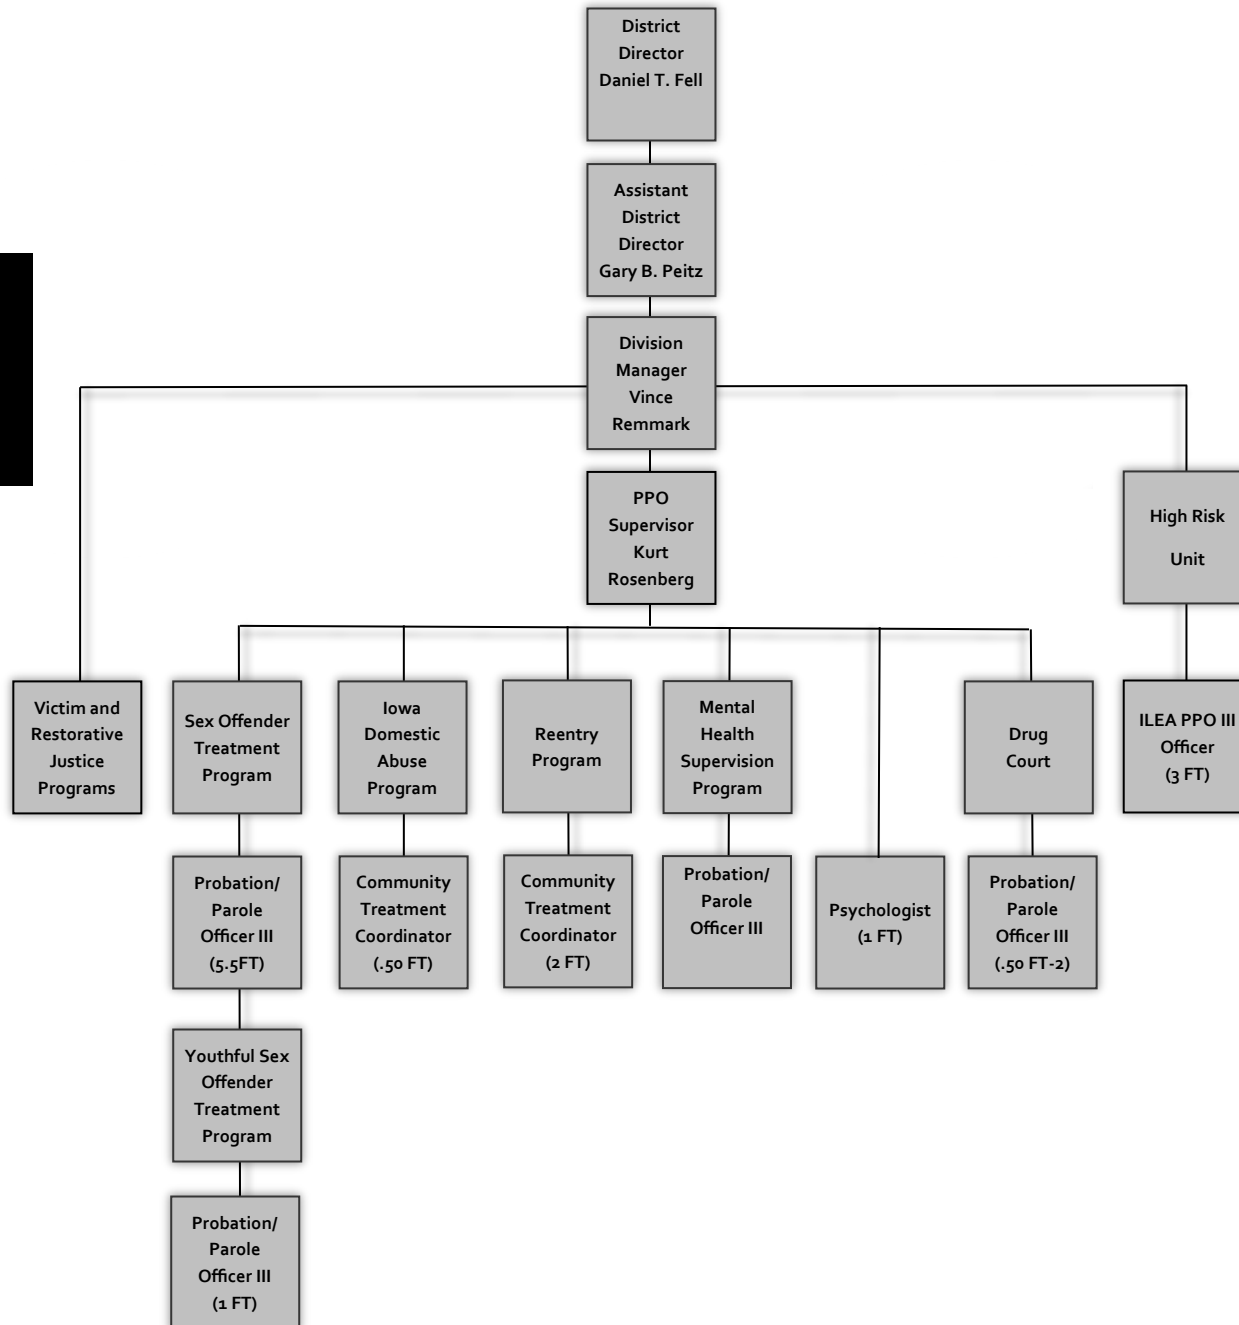 District
Director
Daniel T. Fell
Assistant
District
Director
Gary B. Peitz
Division
Manager
Vince
Remmark
PPO
Supervisor
Kurt
Rosenberg
High Risk
Unit
Victim and
Restorative
Justice
Programs
Sex Offender
Treatment
Program
Iowa
Domestic
Abuse
Program
Reentry
Program
Mental
Health
Supervision
Program
Drug
Court
ILEA PPO III
Officer
(3 FT)
Probation/
Parole
Officer III
(5.5FT)
Community
Treatment
Coordinator
(.50 FT)
Community
Treatment
Coordinator
(2 FT)
Probation/
Parole
Officer III
Psychologist
(1 FT)
Probation/
Parole
Officer III
(.50 FT-2)
Youthful Sex
Offender
Treatment
Program
Probation/
Parole
Officer III
(1 FT)